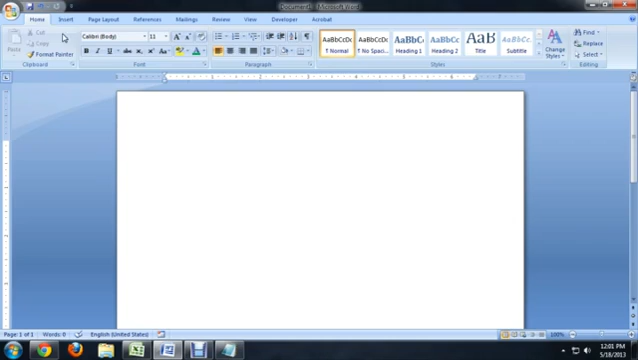 Document1 - Microsoft Word
Home Insert Page Layout References Mailings Review View Developer Acrobat
Paste
Cut
Copy
Format Painter
Clipboard
Calibri (Body) 11
Font
Paragraph
AaBbCcDc AaBbCcDc AaBbC AaBbCc AaB AaBbCc.
¶ Normal ¶ No Spaci... Heading 1 Heading 2 Title Subtitle
Styles
Change
Styles
Find
Replace
Select
Editing
Page: 1 of 1 Words: 0 English (United States) 100%
12:01 PM
5/18/2013